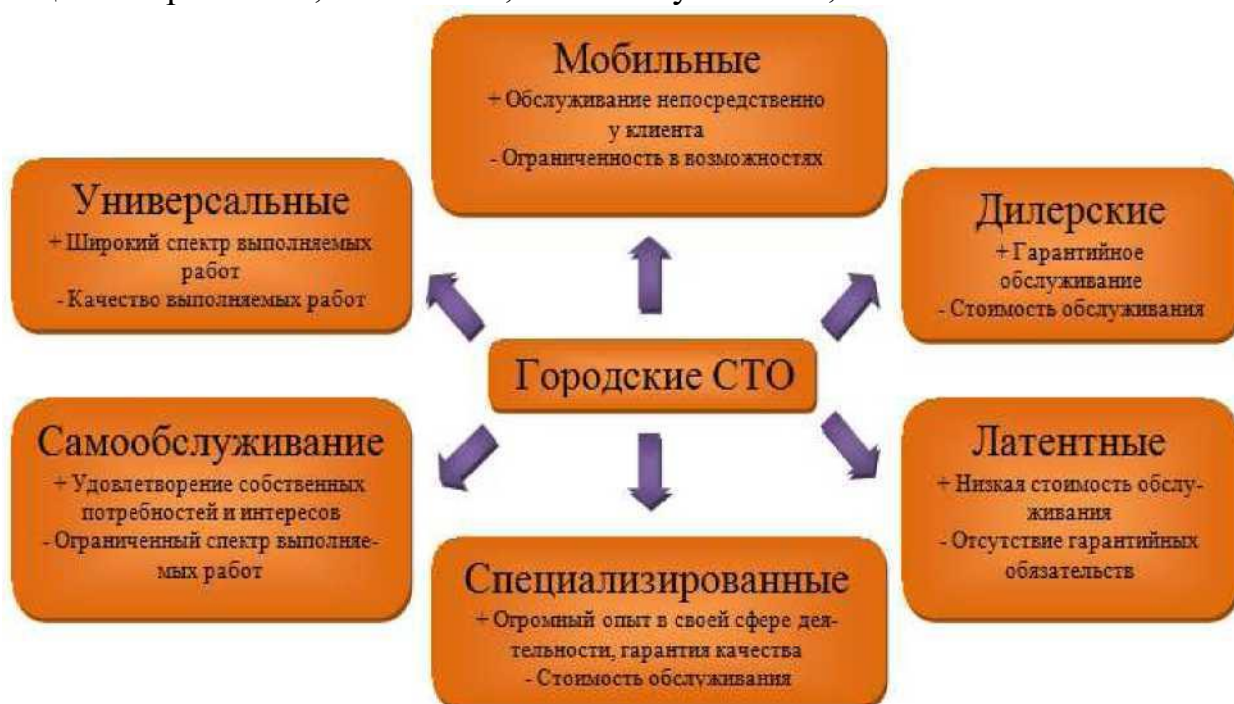 Мобильные
+ Обслуживание непосредственно
у клиента
- Ограниченность в возможностях
Универсальные
+ Широкий спектр выполняемых
работ
- Качество выполняемых работ
Дилерские
+ Гарантийное
обслуживание
- Стоимость обслуживания
Городские СТО
Самообслуживание
+ Удовлетворение собственных
потребностей и интересов
- Ограниченный спектр выполняе-
мых работ
Латентные
+ Низкая стоимость обслу-
живания
- Отсутствие гарантийных
обязательств
Специализированные
+ Огромный опыт в своей сфере дея-
тельности, гарантия качества
- Стоимость обслуживания